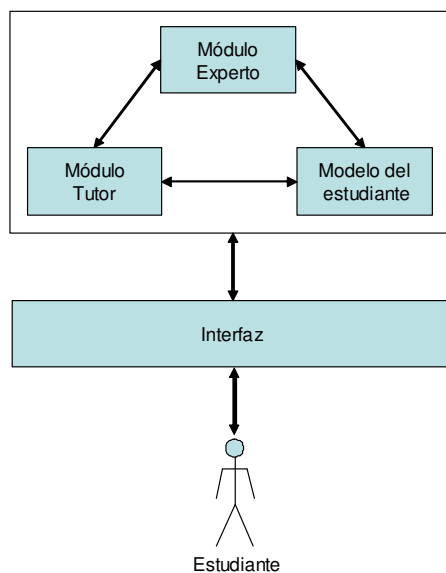 Módulo
Experto
Módulo
Tutor
Modelo del
estudiante
Interfaz
Estudiante